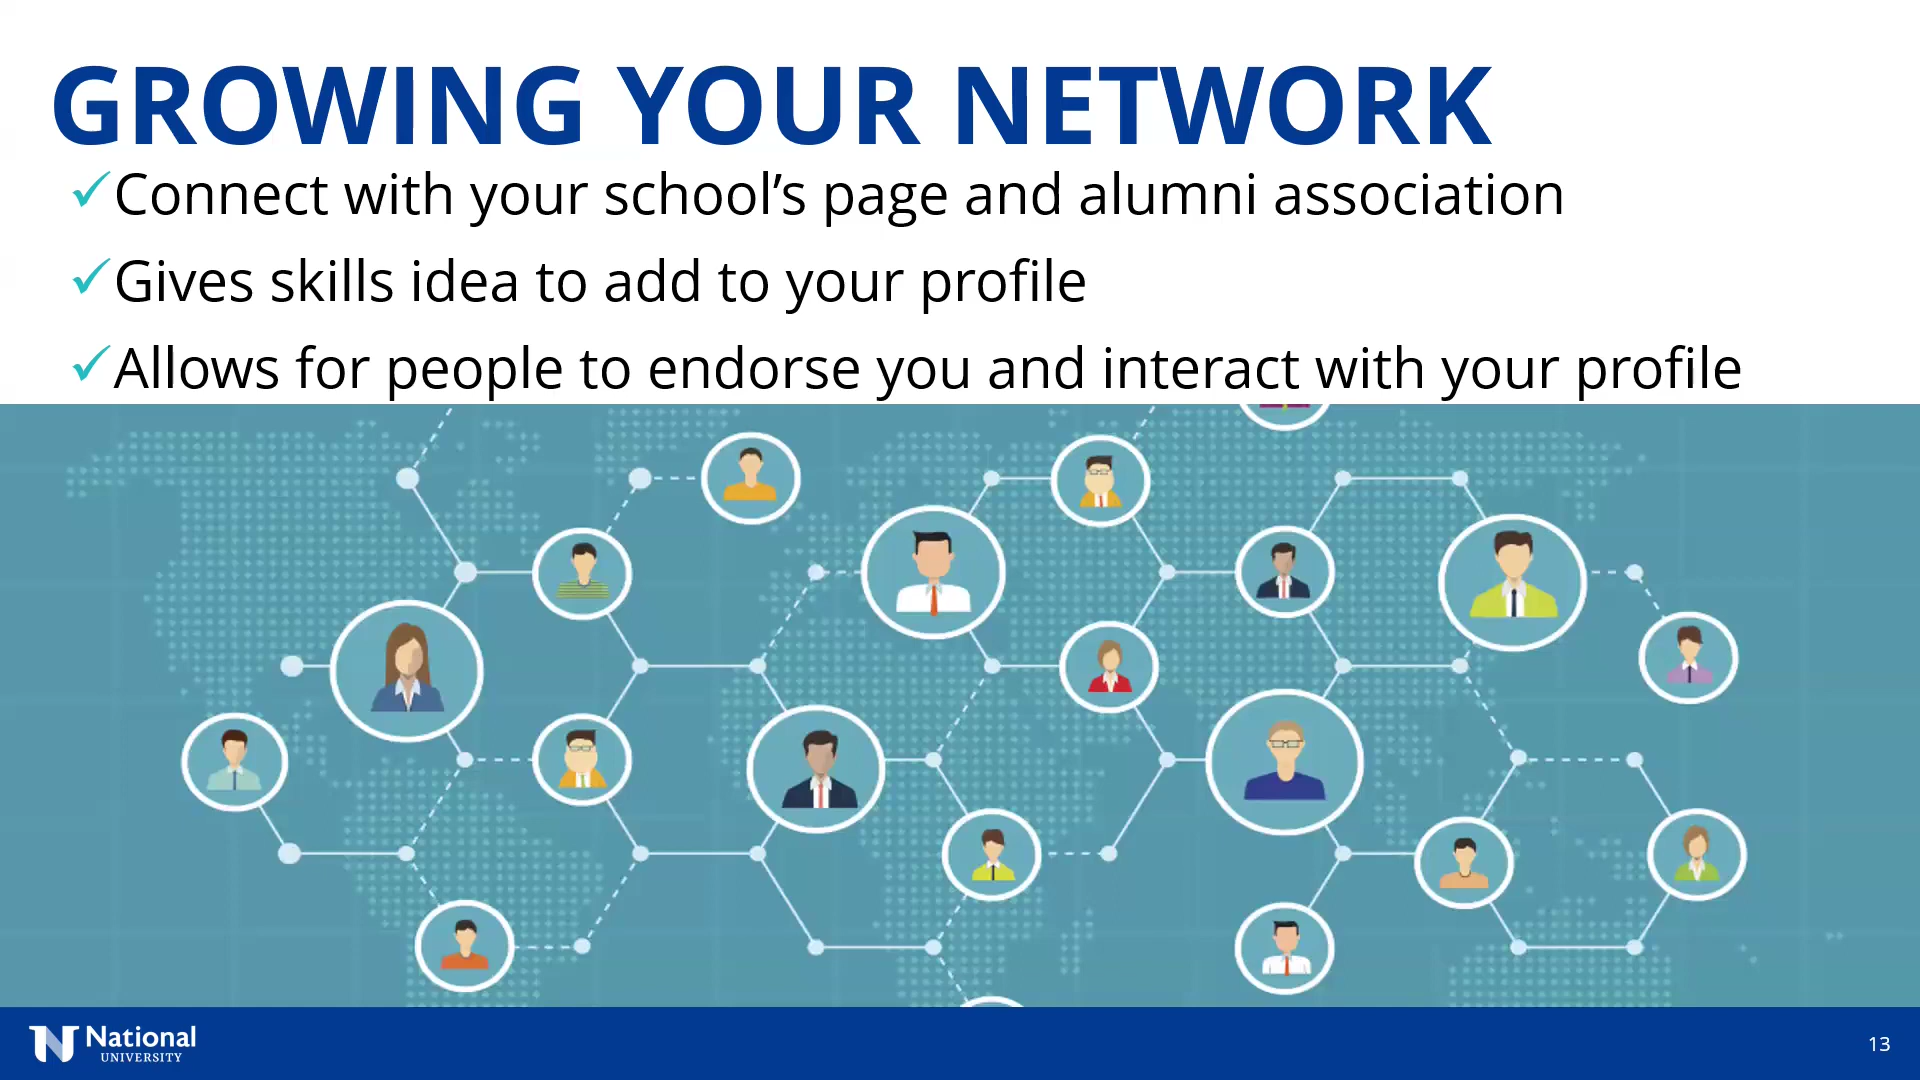 GROWING YOUR NETWORK
✓Connect with your school’s page and alumni association
✓Gives skills idea to add to your profile
✓Allows for people to endorse you and interact with your profile
National
UNIVERSITY
13